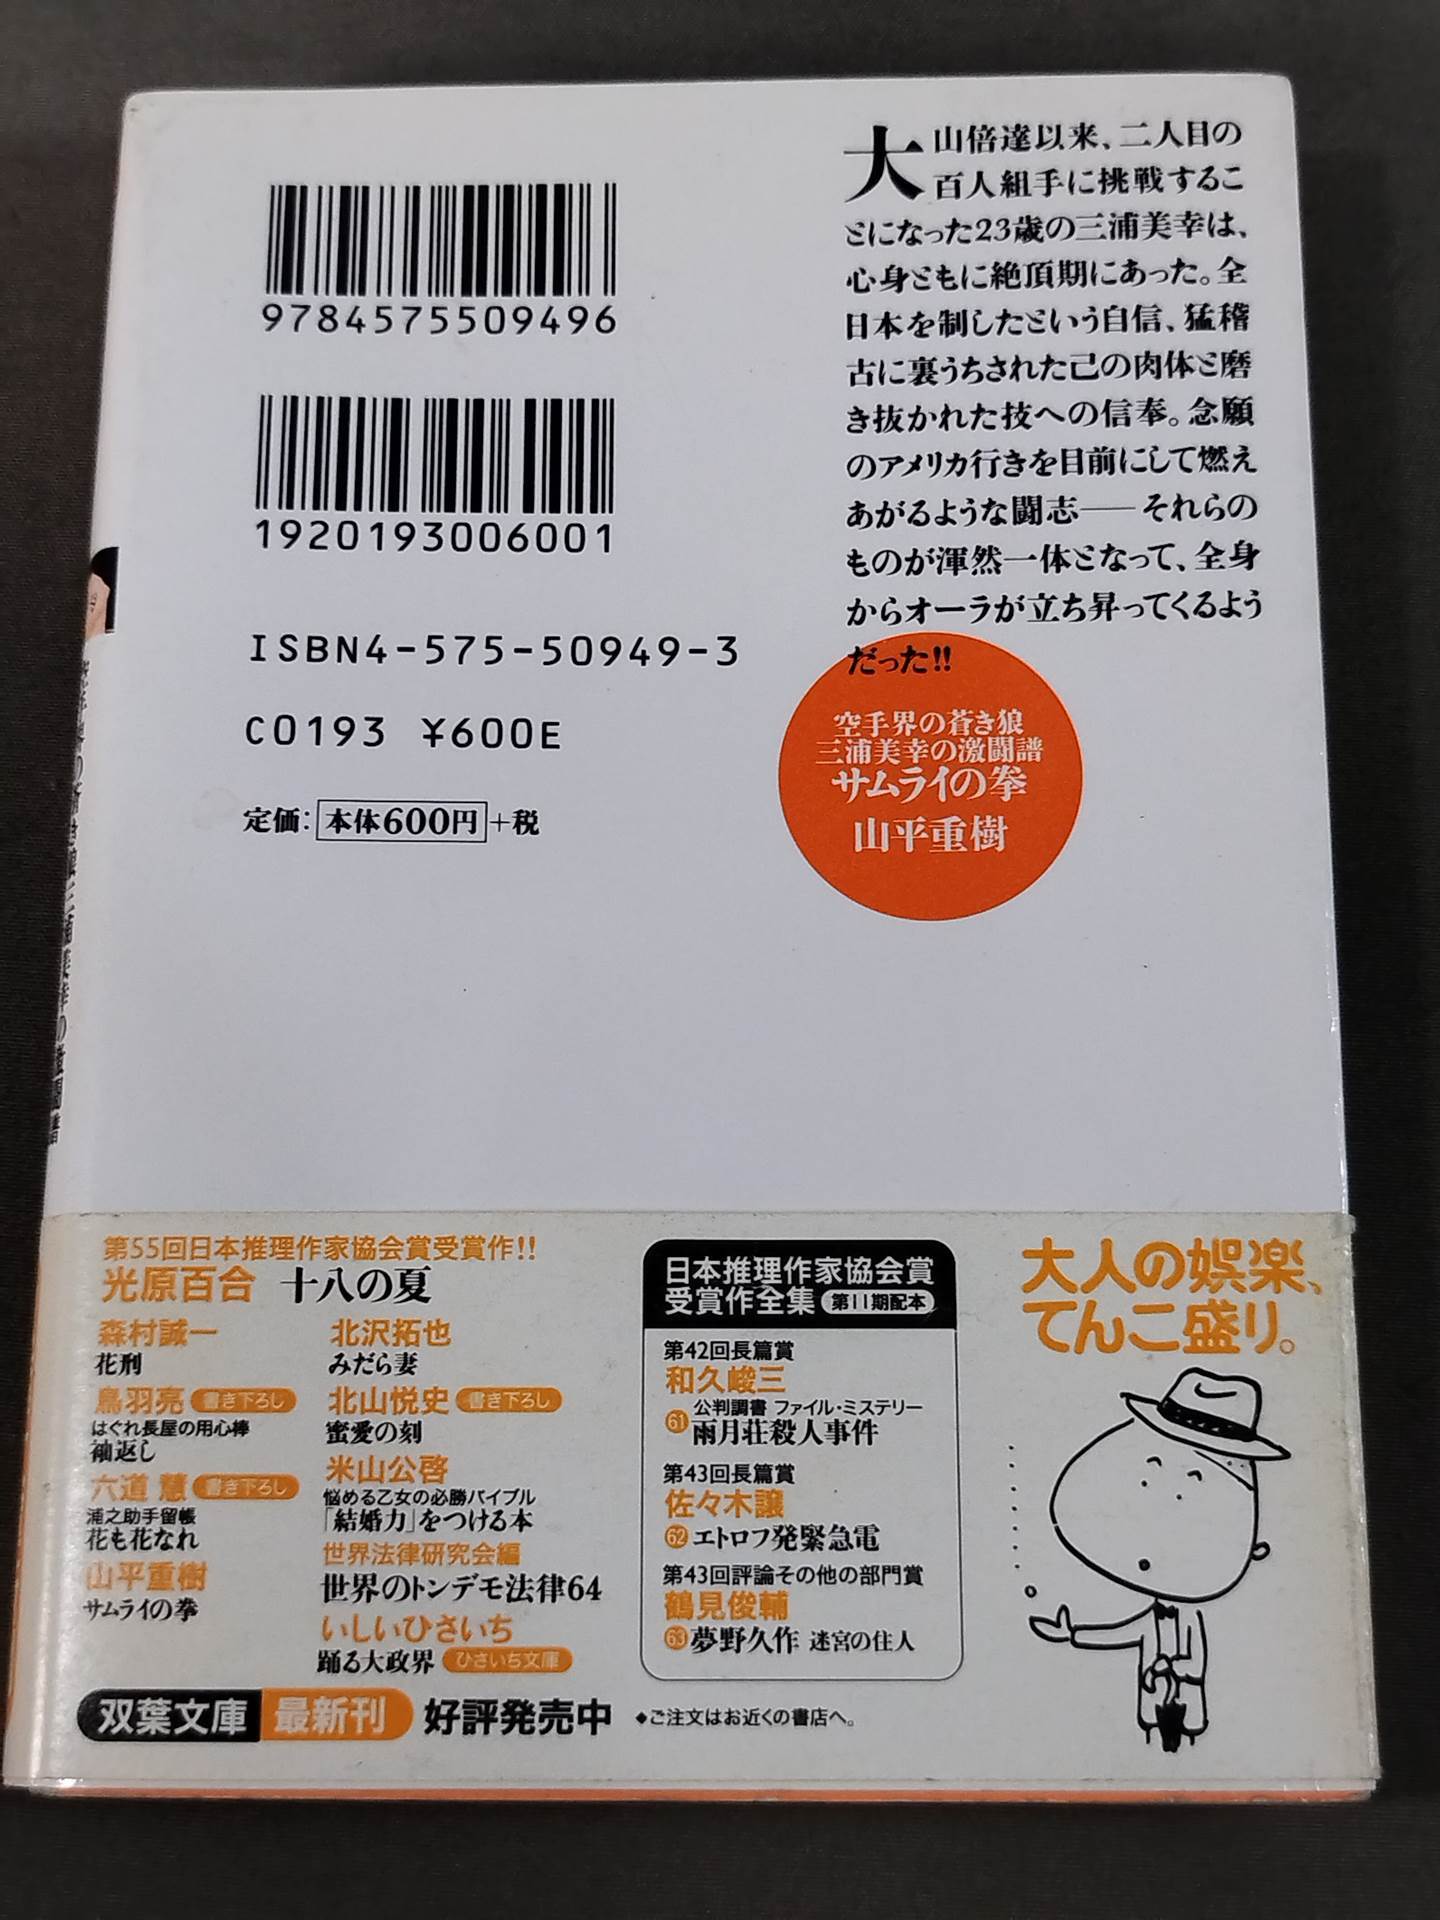 9784575509496
1920193006001
ISBN4-575-50949-3
C0193 ¥600E
定価：本体600円+税
大山倍達以来、二人目の
百人組手に挑戦するこ
とになった23歳の三浦美幸は、
心身ともに絶頂期にあった。全
日本を制したという自信、猛稽
古に裏うちされた己の肉体と磨
き抜かれた技への信奉。念願
のアメリカ行きを目前にして燃え
あがるような闘志――それらの
ものが渾然一体となって、全身
からオーラが立ち昇ってくるよう
だった!!
空手界の蒼き狼
三浦美幸の激闘譜
サムライの拳
山平重樹
第55回日本推理作家協会賞受賞作!!
光原百合 十八の夏
森村誠一
花刑
鳥羽亮 書き下ろし
はぐれ長屋の用心棒
袖返し
六道 慧 書き下ろし
浦之助手留帳
花も花なれ
山平重樹
サムライの拳
北沢拓也
みだら妻
北山悦史 書き下ろし
蜜愛の刻
米山公啓
悩める乙女の必勝バイブル
「結婚力」をつける本
世界法律研究会編
世界のトンデモ法律64
いしいひさいち
踊る大政界 ひさいち文庫
双葉文庫 最新刊 好評発売中 ◆ご注文はお近くの書店へ。
日本推理作家協会賞
受賞作全集 第11期配本
第42回長篇賞
和久峻三
公判調書 ファイル・ミステリー
61 雨月荘殺人事件
第43回長篇賞
佐々木譲
62 エトロフ発緊急電
第43回評論その他の部門賞
鶴見俊輔
63 夢野久作 迷宮の住人
大人の娯楽、
てんこ盛り。